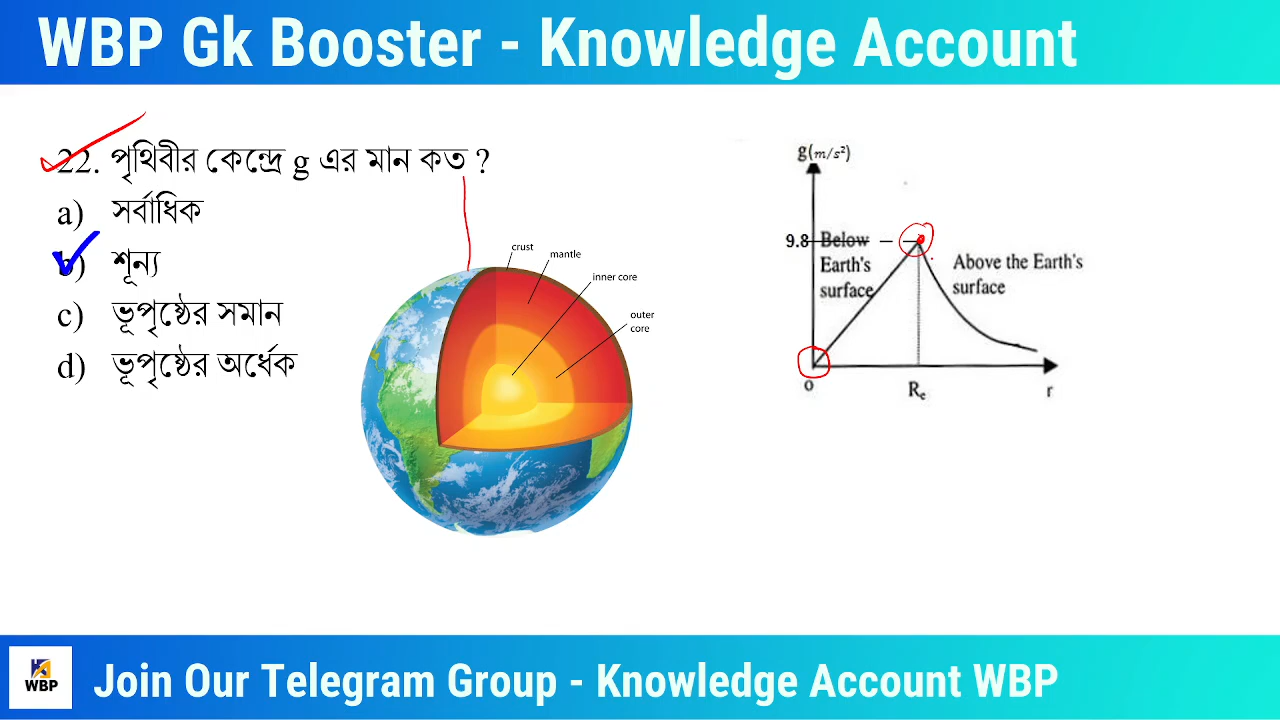 WBP Gk Booster - Knowledge Account
22. পৃথিবীর কেন্দ্রে g এর মান কত ?
a) সর্বাধিক
b) শূন্য
c) ভূপৃষ্ঠের সমান
d) ভূপৃষ্ঠের অর্ধেক
crust
mantle
inner core
outer
core
g(m/s²)
9.8
Below
Earth's
surface
Above the Earth's
surface
o
Re
r
WBP
Join Our Telegram Group - Knowledge Account WBP